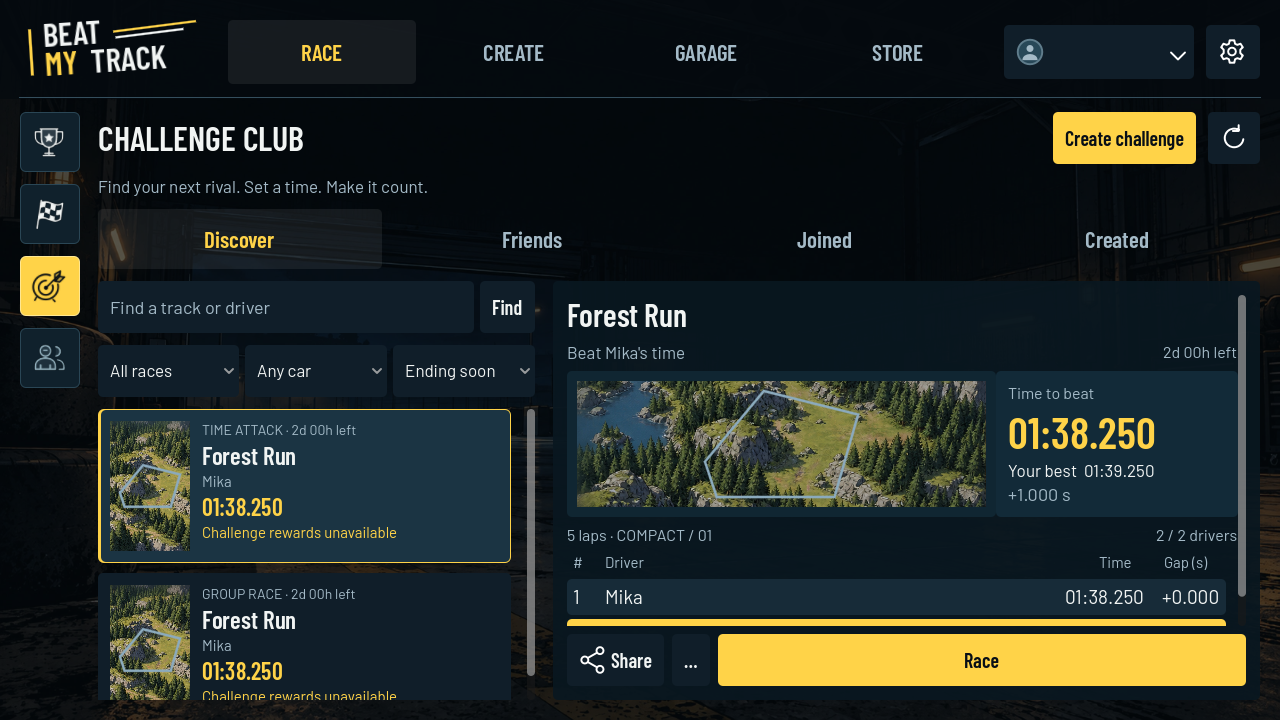 BEAT
MY TRACK
RACE
CREATE
GARAGE
STORE
CHALLENGE CLUB
Create challenge
Find your next rival. Set a time. Make it count.
Discover
Friends
Joined
Created
Find a track or driver
Find
All races
Any car
Ending soon
TIME ATTACK · 2d 00h left
Forest Run
Mika
01:38.250
Challenge rewards unavailable
GROUP RACE · 2d 00h left
Forest Run
Mika
01:38.250
Challenge rewards unavailable
Forest Run
Beat Mika's time
2d 00h left
Time to beat
01:38.250
Your best 01:39.250
+1.000 s
5 laps · COMPACT / 01
2 / 2 drivers
# Driver Time Gap (s)
1 Mika 01:38.250 +0.000
Share
...
Race